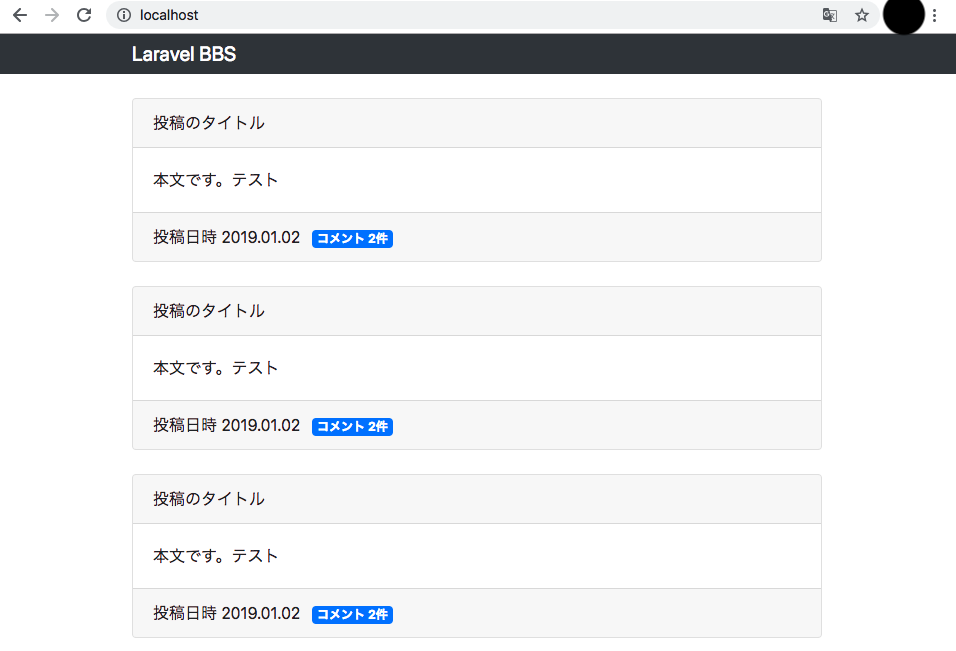 localhost
Laravel BBS
投稿のタイトル
本文です。テスト
投稿日時 2019.01.02 コメント 2件
投稿のタイトル
本文です。テスト
投稿日時 2019.01.02 コメント 2件
投稿のタイトル
本文です。テスト
投稿日時 2019.01.02 コメント 2件